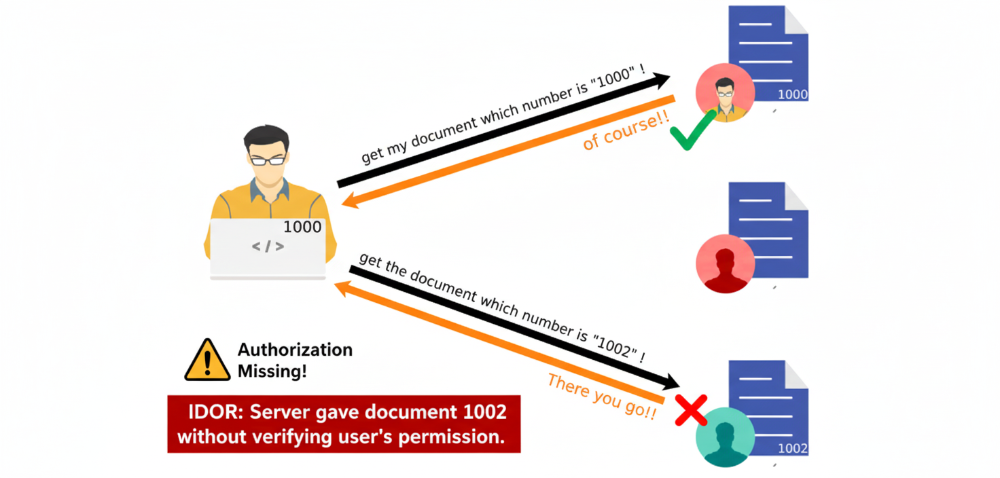 get my document which number is "1000" !
of course!!
1000
1000
</>
get the document which number is "1002" !
There you go!!
1002
Authorization
Missing!
IDOR: Server gave document 1002
without verifying user's permission.